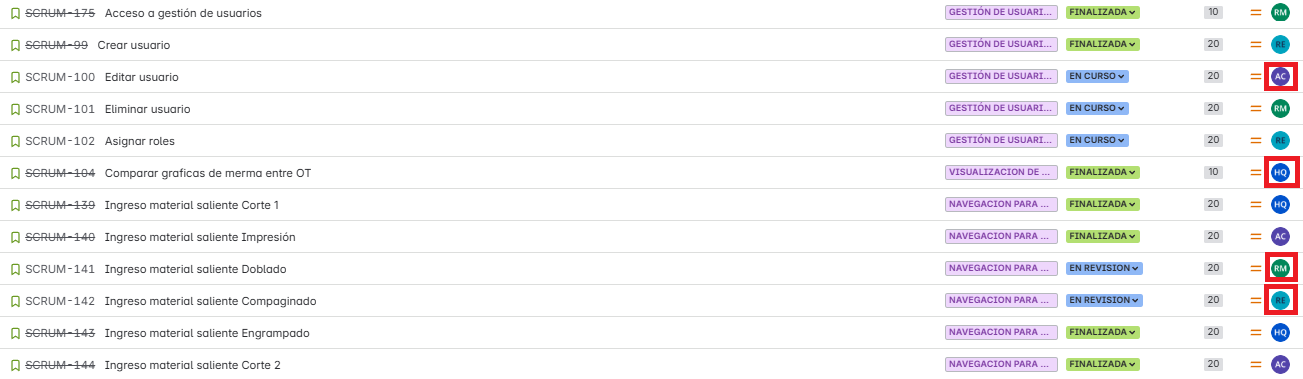 SCRUM-175 Acceso a gestión de usuarios GESTIÓN DE USUARI... FINALIZADA 10 RM
SCRUM-99 Crear usuario GESTIÓN DE USUARI... FINALIZADA 20 RE
SCRUM-100 Editar usuario GESTIÓN DE USUARI... EN CURSO 20 AC
SCRUM-101 Eliminar usuario GESTIÓN DE USUARI... EN CURSO 20 RM
SCRUM-102 Asignar roles GESTIÓN DE USUARI... EN CURSO 20 RE
SCRUM-104 Comparar graficas de merma entre OT VISUALIZACION DE ... FINALIZADA 10 HQ
SCRUM-139 Ingreso material saliente Corte 1 NAVEGACION PARA ... FINALIZADA 20 HQ
SCRUM-140 Ingreso material saliente Impresión NAVEGACION PARA ... FINALIZADA 20 AC
SCRUM-141 Ingreso material saliente Doblado NAVEGACION PARA ... EN REVISION 20 RM
SCRUM-142 Ingreso material saliente Compaginado NAVEGACION PARA ... EN REVISION 20 RE
SCRUM-143 Ingreso material saliente Engrampado NAVEGACION PARA ... FINALIZADA 20 HQ
SCRUM-144 Ingreso material saliente Corte 2 NAVEGACION PARA ... FINALIZADA 20 AC